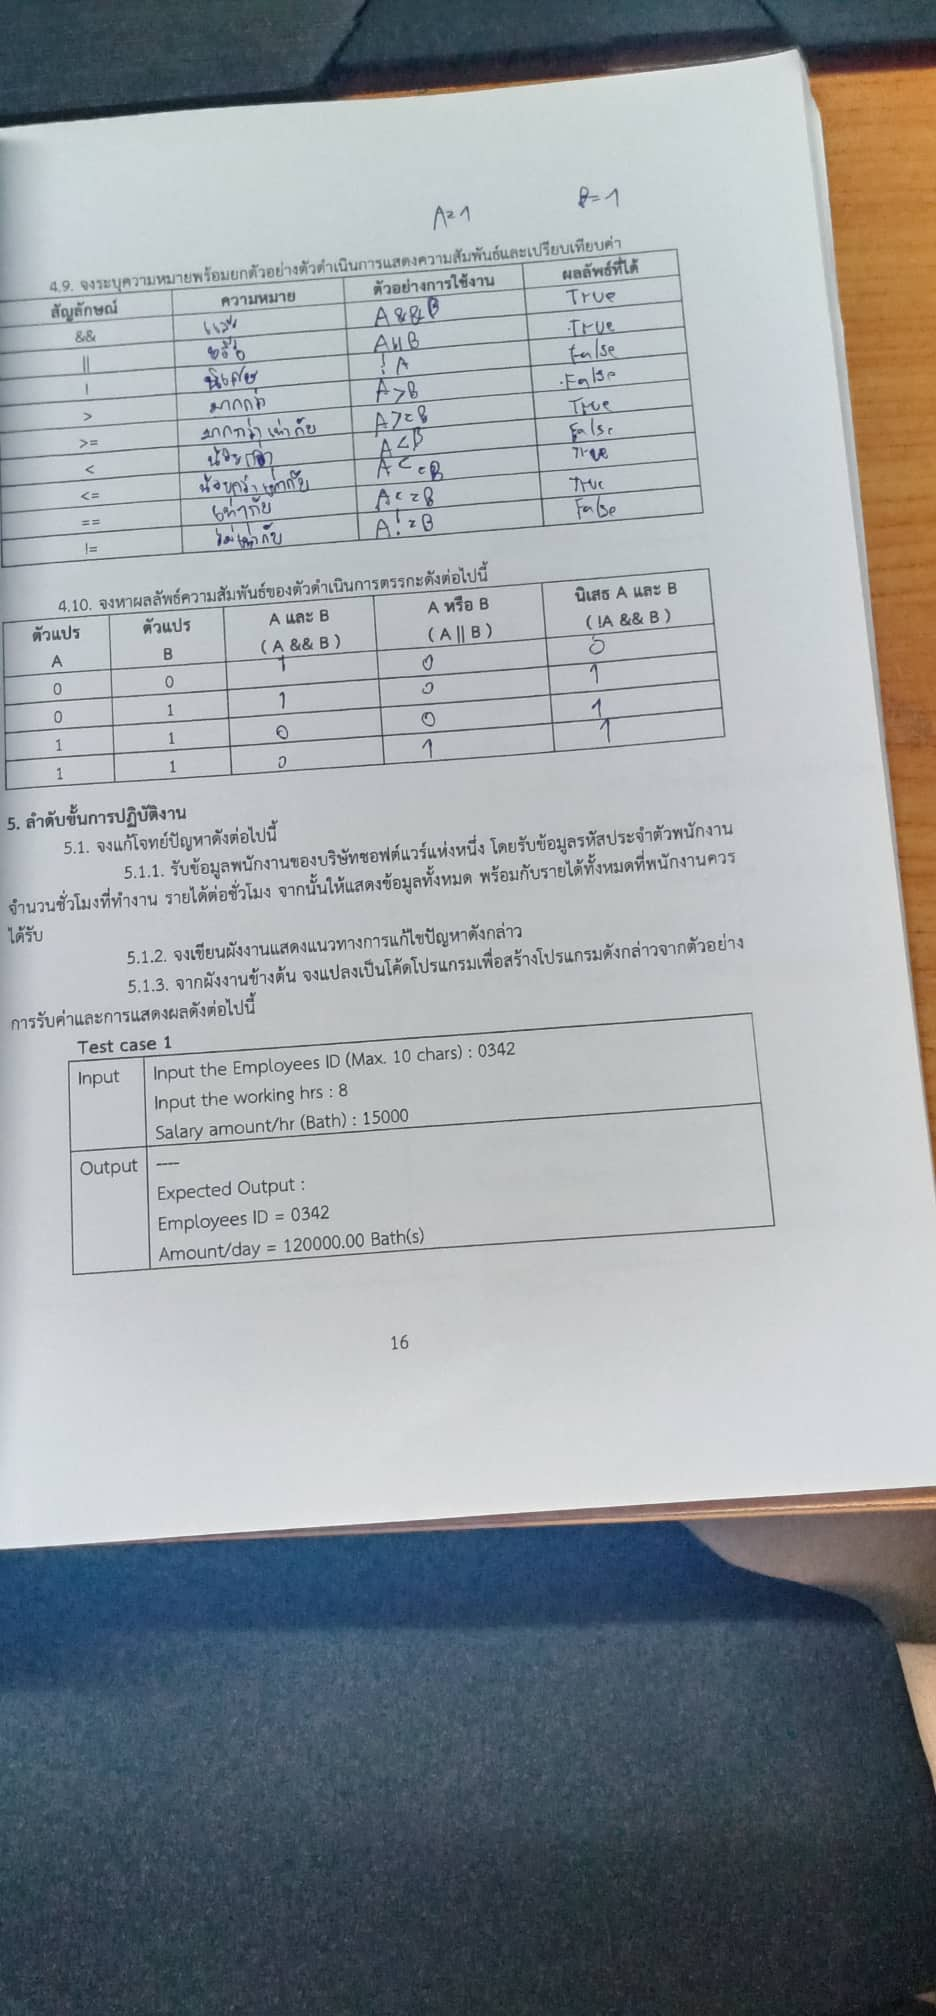 A=1 B=1
4.9. จงระบุความหมายพร้อมยกตัวอย่างตัวดำเนินการแสดงความสัมพันธ์และเปรียบเทียบค่า
สัญลักษณ์ ความหมาย ตัวอย่างการใช้งาน ผลลัพธ์ที่ได้
&& และ A&&B True
|| หรือ A||B True
! นิเสธ !A False
> มากกว่า A>B False
>= มากกว่าเท่ากับ A>=B True
< น้อยกว่า A<B False
<= น้อยกว่าเท่ากับ A<=B True
== เท่ากับ A==B True
!= ไม่เท่ากับ A!=B False
4.10. จงหาผลลัพธ์ความสัมพันธ์ของตัวดำเนินการตรรกะดังต่อไปนี้
ตัวแปร ตัวแปร A และ B A หรือ B นิเสธ A และ B
A B ( A && B ) ( A || B ) ( !A && B )
0 0 1 0 0
0 1 1 0 1
1 1 0 0 1
1 1 0 1 1
5. ลำดับขั้นการปฏิบัติงาน
5.1. จงแก้โจทย์ปัญหาดังต่อไปนี้
5.1.1. รับข้อมูลพนักงานของบริษัทซอฟต์แวร์แห่งหนึ่ง โดยรับข้อมูลรหัสประจำตัวพนักงาน
จำนวนชั่วโมงที่ทำงาน รายได้ต่อชั่วโมง จากนั้นให้แสดงข้อมูลทั้งหมด พร้อมกับรายได้ทั้งหมดที่พนักงานควร
ได้รับ
5.1.2. จงเขียนผังงานแสดงแนวทางการแก้ไขปัญหาดังกล่าว
5.1.3. จากผังงานข้างต้น จงแปลงเป็นโค้ดโปรแกรมเพื่อสร้างโปรแกรมดังกล่าวจากตัวอย่าง
การรับค่าและการแสดงผลดังต่อไปนี้
Test case 1
Input Input the Employees ID (Max. 10 chars) : 0342
Input the working hrs : 8
Salary amount/hr (Bath) : 15000
Output ----
Expected Output :
Employees ID = 0342
Amount/day = 120000.00 Bath(s)
16